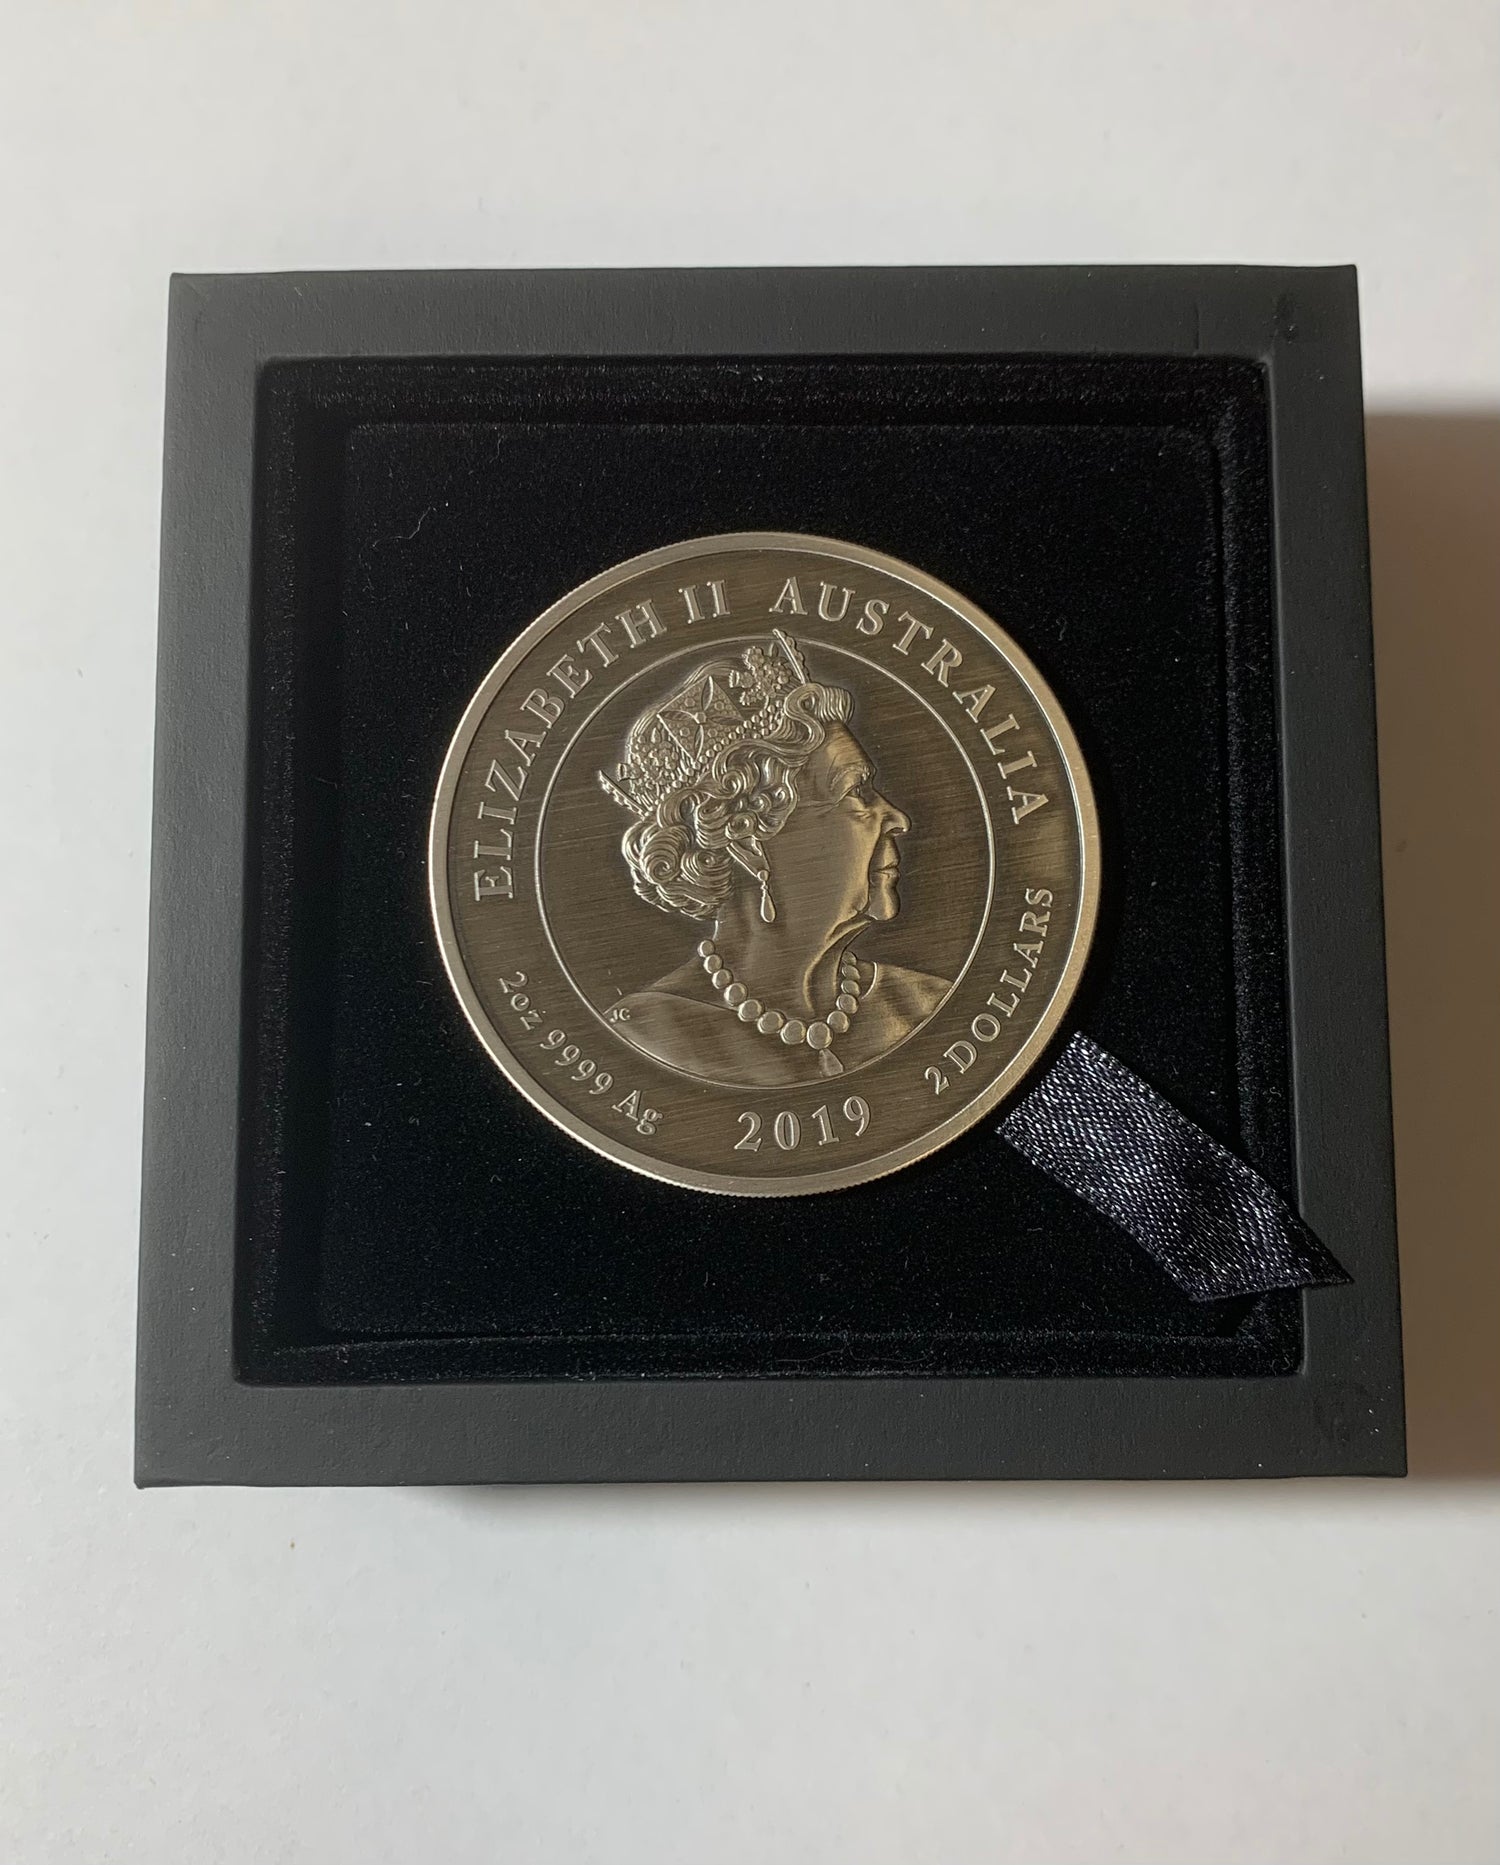 ELIZABETH II AUSTRALIA
2oz 9999 Ag 2019 2 DOLLARS
JC